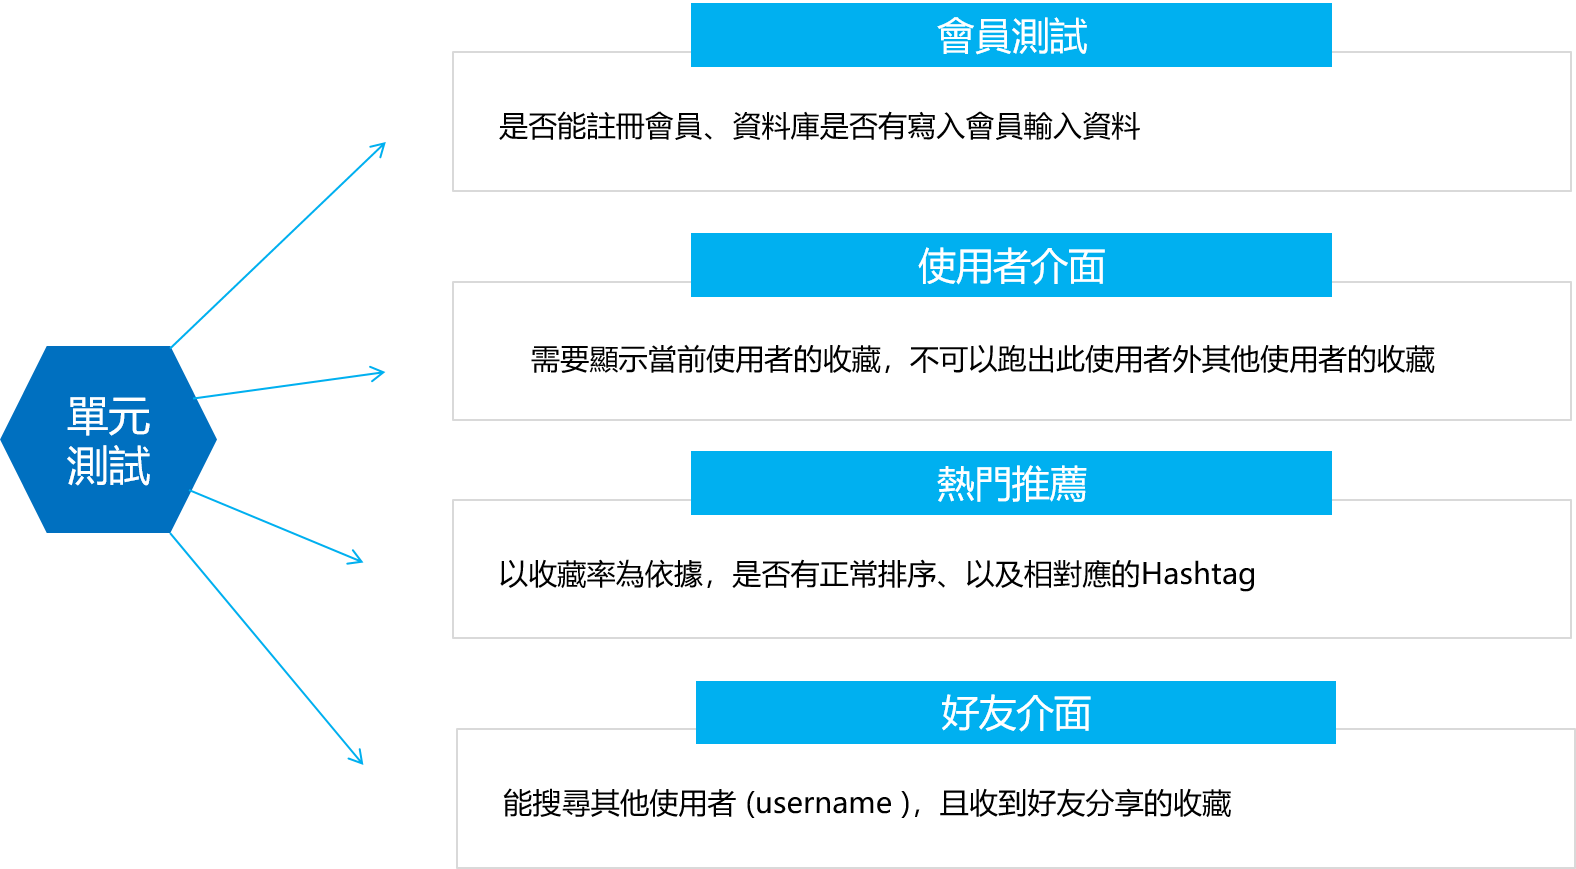 會員測試
是否能註冊會員、資料庫是否有寫入會員輸入資料
使用者介面
需要顯示當前使用者的收藏，不可以跑出此使用者外其他使用者的收藏
單元
測試
熱門推薦
以收藏率為依據，是否有正常排序、以及相對應的Hashtag
好友介面
能搜尋其他使用者 (username )，且收到好友分享的收藏